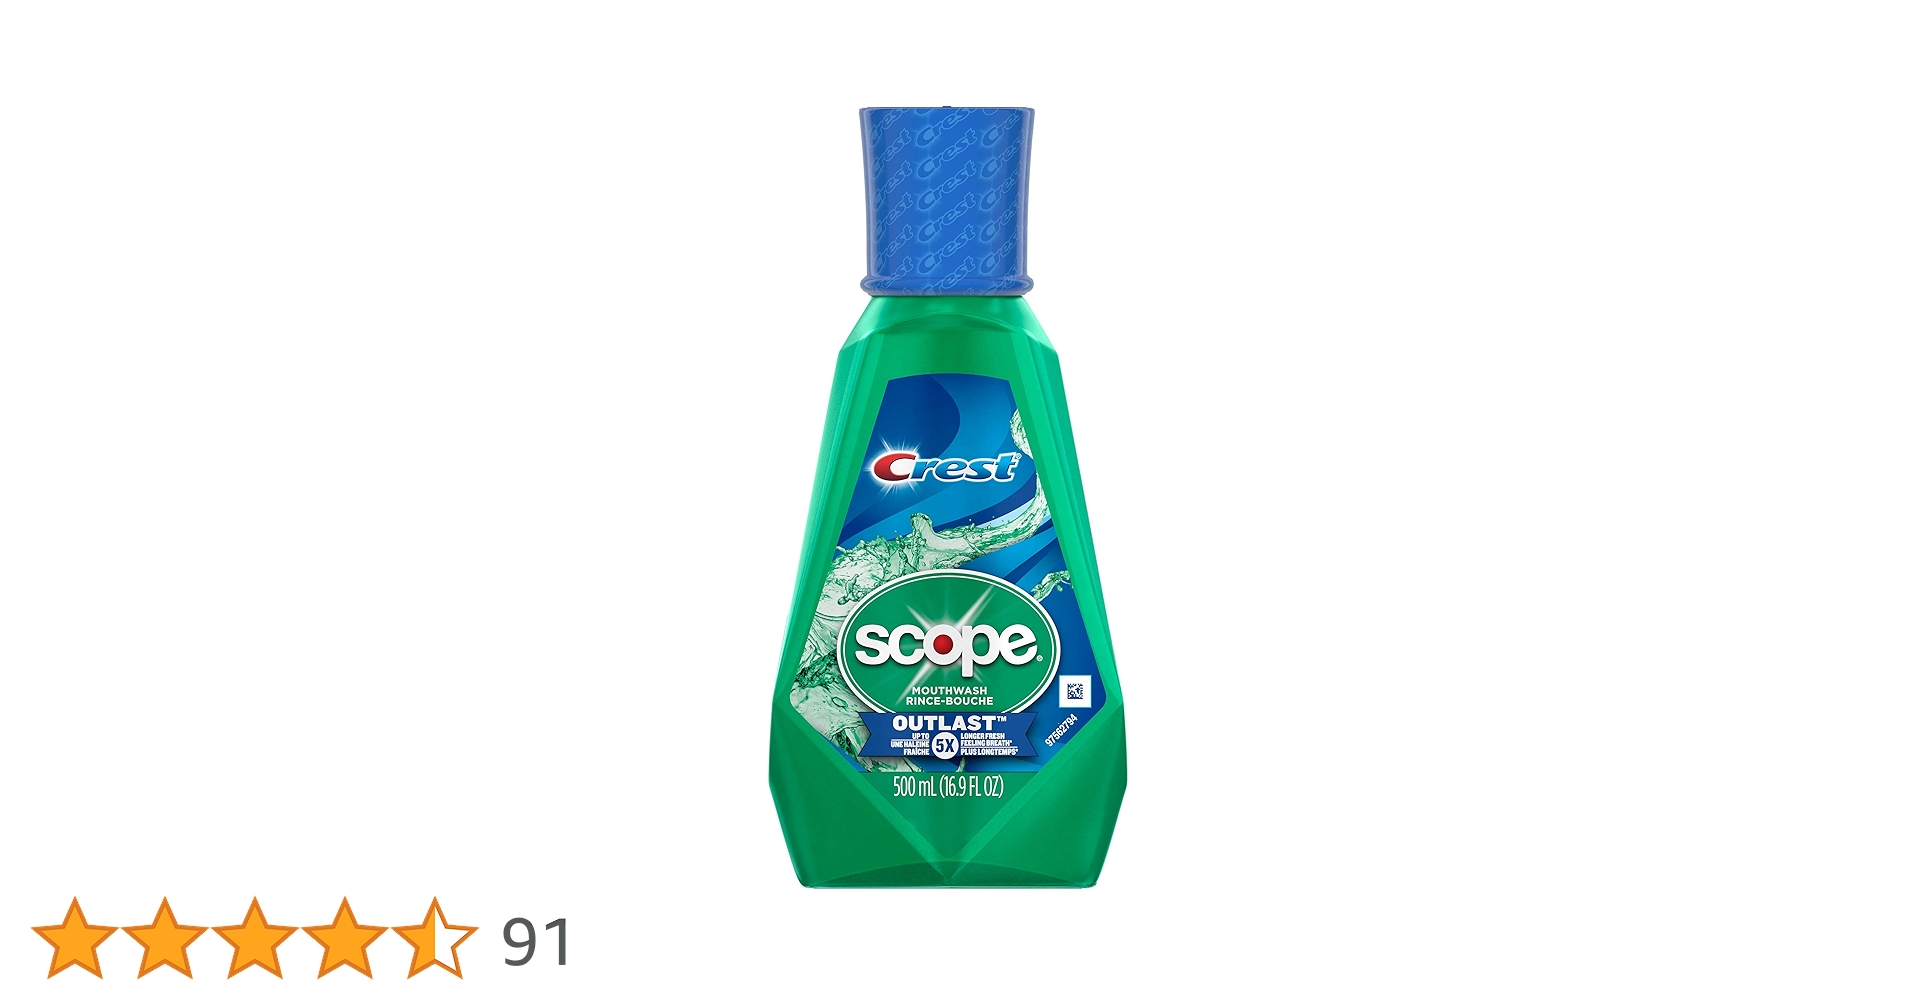 Crest
scope®
MOUTHWASH
RINCE-BOUCHE
OUTLAST™
UP TO
UNE HALEINE
FRAÎCHE
5X
LONGER FRESH
FEELING BREATH*
PLUS LONGTEMPS*
97562794
500 mL (16.9 FL OZ)
91